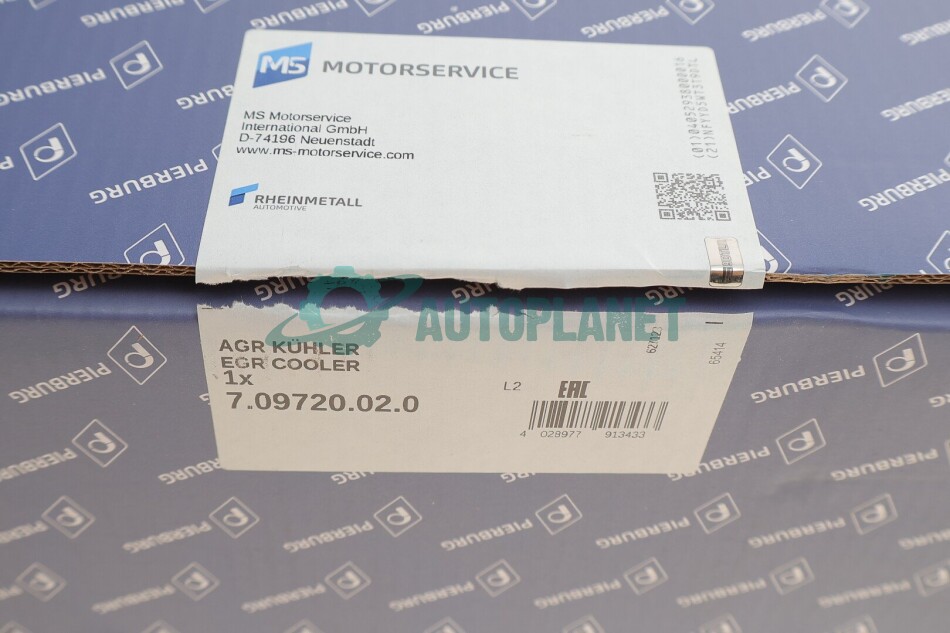 MS MOTORSERVICE
MS Motorservice
International GmbH
D-74196 Neuenstadt
www.ms-motorservice.com
RHEINMETALL
AUTOMOTIVE
AUTOPLANET
AGR KÜHLER
EGR COOLER
1x
7.09720.02.0
L2
EAC
4 028977 913433
65414
PIERBURG